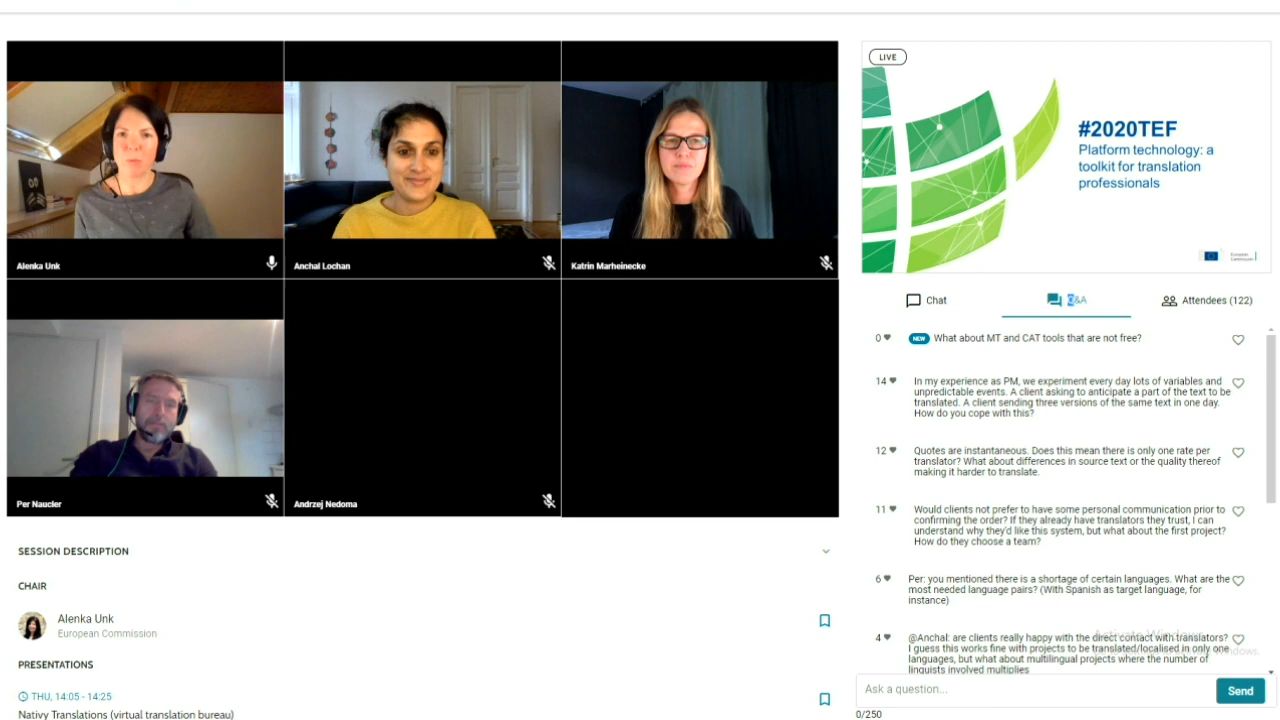 Alenka Unk
Anchal Lochan
Katrin Marheinecke
Per Naucler
Andrzej Nedoma
SESSION DESCRIPTION
CHAIR
Alenka Unk
European Commission
PRESENTATIONS
THU, 14:05 - 14:25
Nativy Translations (virtual translation bureau)
LIVE
#2020TEF
Platform technology: a
toolkit for translation
professionals
European
Commission
Chat
Q&A
Attendees (122)
0
NEW What about MT and CAT tools that are not free?
14
In my experience as PM, we experiment every day lots of variables and
unpredictable events. A client asking to anticipate a part of the text to be
translated. A client sending three versions of the same text in one day.
How do you cope with this?
12
Quotes are instantaneous. Does this mean there is only one rate per
translator? What about differences in source text or the quality thereof
making it harder to translate.
11
Would clients not prefer to have some personal communication prior to
confirming the order? If they already have translators they trust, I can
understand why they'd like this system, but what about the first project?
How do they choose a team?
6
Per: you mentioned there is a shortage of certain languages. What are the
most needed language pairs? (With Spanish as target language, for
instance)
4
@Anchal: are clients really happy with the direct contact with translators?
I guess this works fine with projects to be translated/localised in only one
languages, but what about multilingual projects where the number of
linguists involved multiplies
Activate Windows
Ask a question...
Send
0/250